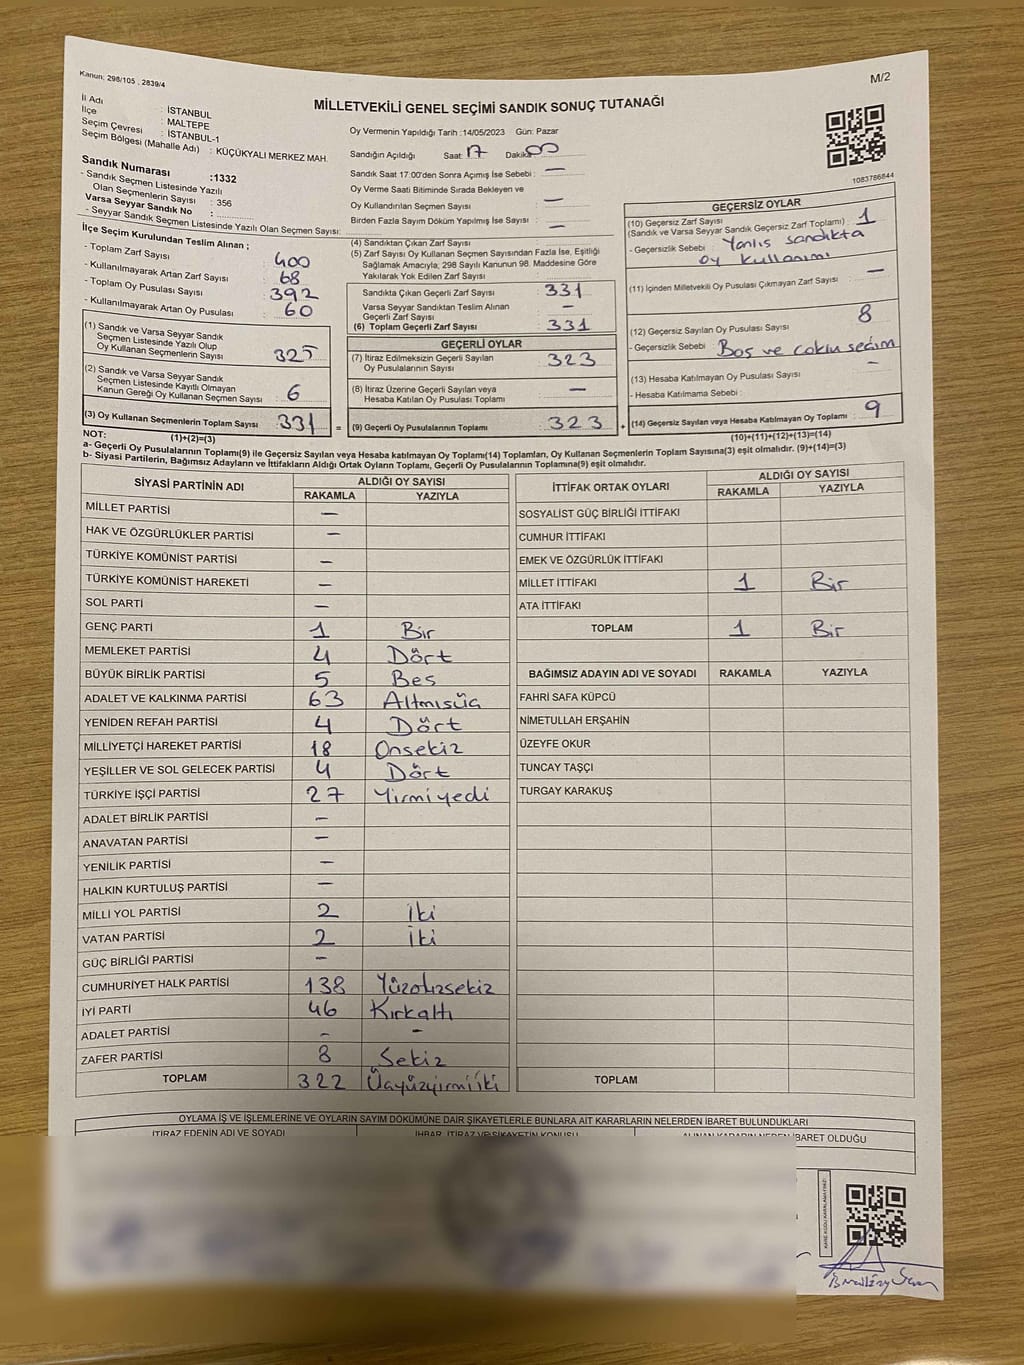 Kanun: 298/105 , 2839/4
M/2
MİLLETVEKİLİ GENEL SEÇİMİ SANDIK SONUÇ TUTANAĞI
İl Adı : İSTANBUL
İlçe : MALTEPE
Seçim Çevresi : İSTANBUL-1
Seçim Bölgesi (Mahalle Adı) : KÜÇÜKYALI MERKEZ MAH.
Sandık Numarası :1332
- Sandık Seçmen Listesinde Yazılı
Olan Seçmenlerin Sayısı : 356
Varsa Seyyar Sandık No :
- Seyyar Sandık Seçmen Listesinde Yazılı Olan Seçmen Sayısı:
Oy Vermenin Yapıldığı Tarih :14/05/2023 Gün: Pazar
Sandığın Açıldığı Saat: 17 Dakika: 00
Sandık Saat 17:00'den Sonra Açımış İse Sebebi : —
Oy Verme Saati Bitiminde Sırada Bekleyen ve
Oy Kullandırılan Seçmen Sayısı : —
Birden Fazla Sayım Döküm Yapılmış İse Sayısı : —
1083786844
İlçe Seçim Kurulundan Teslim Alınan ;
- Toplam Zarf Sayısı : 400
- Kullanılmayarak Artan Zarf Sayısı : 68
- Toplam Oy Pusulası Sayısı : 392
- Kullanılmayarak Artan Oy Pusulası : 60
(1) Sandık ve Varsa Seyyar Sandık
Seçmen Listesinde Yazılı Olup
Oy Kullanan Seçmenlerin Sayısı : 325
(2) Sandık ve Varsa Seyyar Sandık
Seçmen Listesinde Kayıtlı Olmayan
Kanun Gereği Oy Kullanan Seçmen Sayısı : 6
(3) Oy Kullanan Seçmenlerin Toplam Sayısı : 331
(1)+(2)=(3)
(4) Sandıktan Çıkan Zarf Sayısı :
(5) Zarf Sayısı Oy Kullanan Seçmen Sayısından Fazla İse, Eşitliği
Sağlamak Amacıyla, 298 Sayılı Kanunun 98. Maddesine Göre
Yakılarak Yok Edilen Zarf Sayısı :
Sandıkta Çıkan Geçerli Zarf Sayısı : 331
Varsa Seyyar Sandıktan Teslim Alınan
Geçerli Zarf Sayısı : —
(6) Toplam Geçerli Zarf Sayısı : 331
GEÇERLİ OYLAR
(7) İtiraz Edilmeksizin Geçerli Sayılan
Oy Pusulalarının Sayısı : 323
(8) İtiraz Üzerine Geçerli Sayılan veya
Hesaba Katılan Oy Pusulası Toplamı : —
= (9) Geçerli Oy Pusulalarının Toplamı : 323
GEÇERSİZ OYLAR
(10) Geçersiz Zarf Sayısı : 1
(Sandık ve Varsa Seyyar Sandık Geçersiz Zarf Toplamı)
- Geçersizlik Sebebi : Yanlıs sandıkta
oy kullanımı
(11) İçinden Milletvekili Oy Pusulası Çıkmayan Zarf Sayısı : —
(12) Geçersiz Sayılan Oy Pusulası Sayısı : 8
- Geçersizlik Sebebi : Bos ve coklu secim
(13) Hesaba Katılmayan Oy Pusulası Sayısı : —
- Hesaba Katılmama Sebebi :
+ (14) Geçersiz Sayılan veya Hesaba Katılmayan Oy Toplamı : 9
(10)+(11)+(12)+(13)=(14)
NOT:
a- Geçerli Oy Pusulalarının Toplamı(9) ile Geçersiz Sayılan veya Hesaba katılmayan Oy Toplamı(14) Toplamları, Oy Kullanan Seçmenlerin Toplam Sayısına(3) eşit olmalıdır. (9)+(14)=(3)
b- Siyasi Partilerin, Bağımsız Adayların ve İttifakların Aldığı Ortak Oyların Toplamı, Geçerli Oy Pusulalarının Toplamına(9) eşit olmalıdır.
SİYASİ PARTİNİN ADI ALDIĞI OY SAYISI
RAKAMLA YAZIYLA
MİLLET PARTİSİ —
HAK VE ÖZGÜRLÜKLER PARTİSİ —
TÜRKİYE KOMÜNİST PARTİSİ —
TÜRKİYE KOMÜNİST HAREKETİ —
SOL PARTİ —
GENÇ PARTİ 1 Bir
MEMLEKET PARTİSİ 4 Dört
BÜYÜK BİRLİK PARTİSİ 5 Bes
ADALET VE KALKINMA PARTİSİ 63 Altmısüç
YENİDEN REFAH PARTİSİ 4 Dört
MİLLİYETÇİ HAREKET PARTİSİ 18 Onsekiz
YEŞİLLER VE SOL GELECEK PARTİSİ 4 Dört
TÜRKİYE İŞÇİ PARTİSİ 27 Yirmiyedi
ADALET BİRLİK PARTİSİ —
ANAVATAN PARTİSİ —
YENİLİK PARTİSİ —
HALKIN KURTULUŞ PARTİSİ —
MİLLİ YOL PARTİSİ 2 İki
VATAN PARTİSİ 2 İki
GÜÇ BİRLİĞİ PARTİSİ —
CUMHURİYET HALK PARTİSİ 138 Yüzotuzsekiz
İYİ PARTİ 46 Kırkaltı
ADALET PARTİSİ — —
ZAFER PARTİSİ 8 Sekiz
TOPLAM 322 Üçyüzyirmiiki
İTTİFAK ORTAK OYLARI ALDIĞI OY SAYISI
RAKAMLA YAZIYLA
SOSYALİST GÜÇ BİRLİĞİ İTTİFAKI
CUMHUR İTTİFAKI
EMEK VE ÖZGÜRLÜK İTTİFAKI
MİLLET İTTİFAKI 1 Bir
ATA İTTİFAKI
TOPLAM 1 Bir
BAĞIMSIZ ADAYIN ADI VE SOYADI RAKAMLA YAZIYLA
FAHRİ SAFA KÜPCÜ
NİMETULLAH ERŞAHİN
ÜZEYFE OKUR
TUNCAY TAŞÇI
TURGAY KARAKUŞ
TOPLAM
OYLAMA İŞ VE İŞLEMLERİNE VE OYLARIN SAYIM DÖKÜMÜNE DAİR ŞİKAYETLERLE BUNLARA AİT KARARLARIN NELERDEN İBARET BULUNDUKLARI
İTİRAZ EDENİN ADI VE SOYADI İHBAR, İTİRAZ VE ŞİKAYETİN KONUSU ALINAN KARARIN NEDEN İBARET OLDUĞU